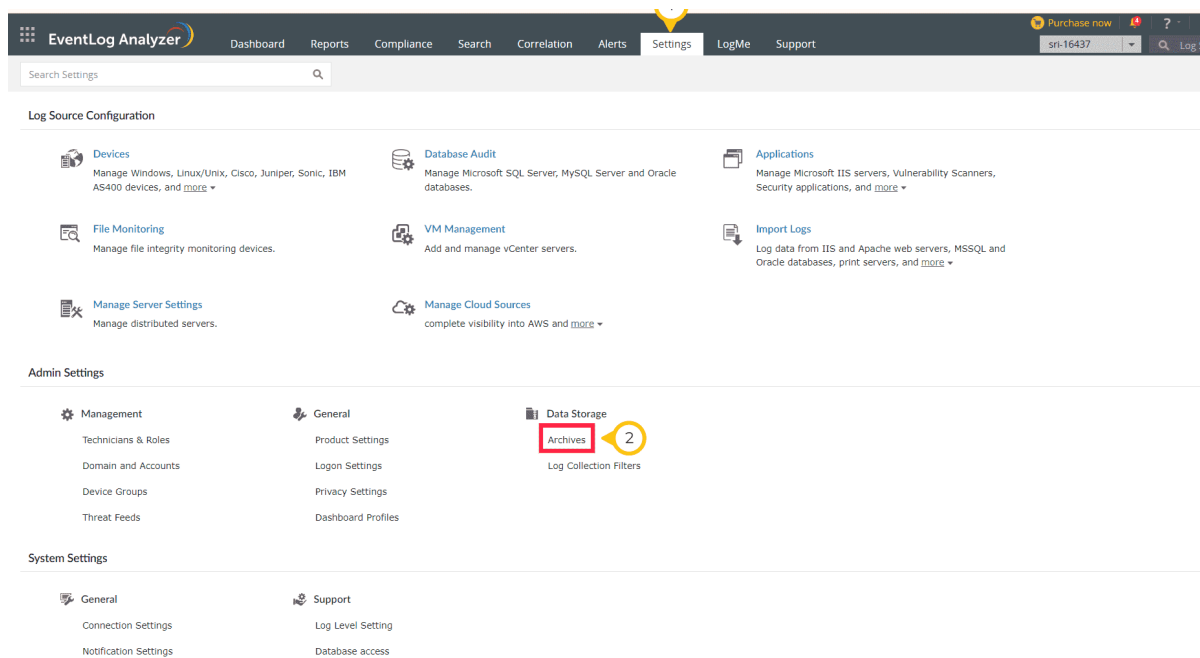 Purchase now
4
?
EventLog Analyzer
Dashboard
Reports
Compliance
Search
Correlation
Alerts
Settings
LogMe
Support
sri-16437
Log
Search Settings
Log Source Configuration
Devices
Manage Windows, Linux/Unix, Cisco, Juniper, Sonic, IBM
AS400 devices, and more
Database Audit
Manage Microsoft SQL Server, MySQL Server and Oracle
databases.
Applications
Manage Microsoft IIS servers, Vulnerability Scanners,
Security applications, and more
File Monitoring
Manage file integrity monitoring devices.
VM Management
Add and manage vCenter servers.
Import Logs
Log data from IIS and Apache web servers, MSSQL and
Oracle databases, print servers, and more
Manage Server Settings
Manage distributed servers.
Manage Cloud Sources
complete visibility into AWS and more
Admin Settings
Management
Technicians & Roles
Domain and Accounts
Device Groups
Threat Feeds
General
Product Settings
Logon Settings
Privacy Settings
Dashboard Profiles
Data Storage
Archives
2
Log Collection Filters
System Settings
General
Connection Settings
Notification Settings
Support
Log Level Setting
Database access